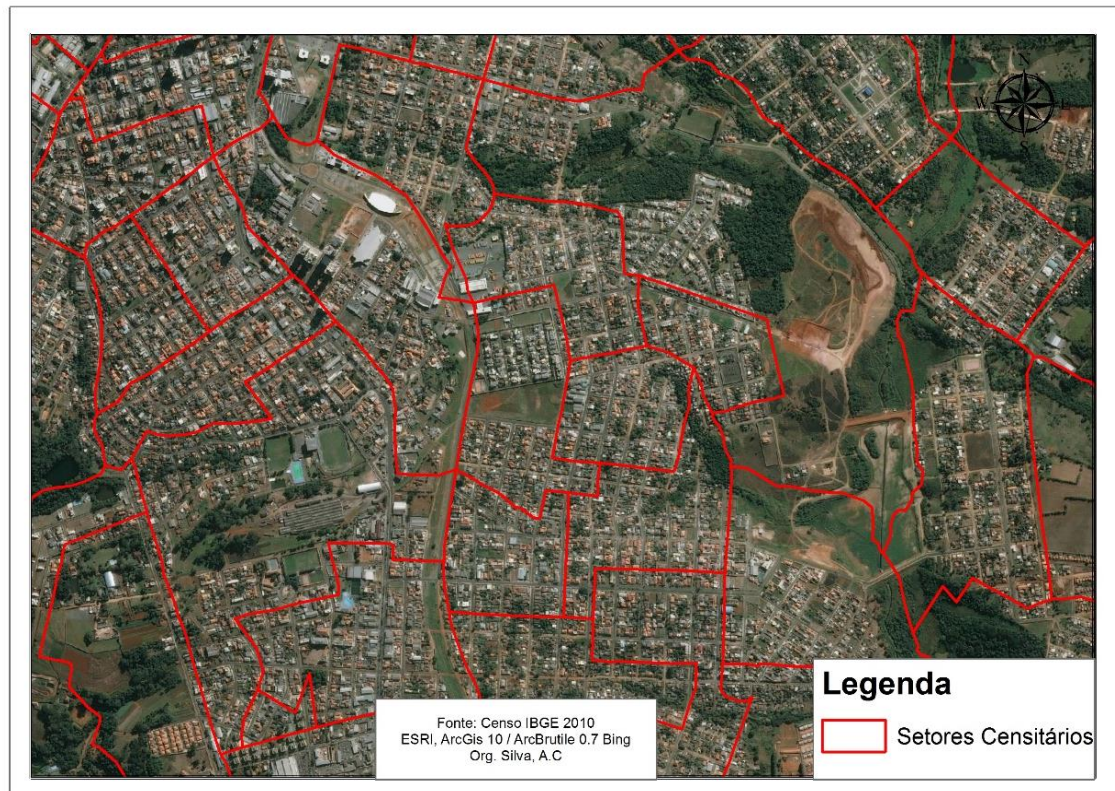 N
W E
S
Legenda
Setores Censitários
Fonte: Censo IBGE 2010
ESRI, ArcGis 10 / ArcBrutile 0.7 Bing
Org. Silva, A.C